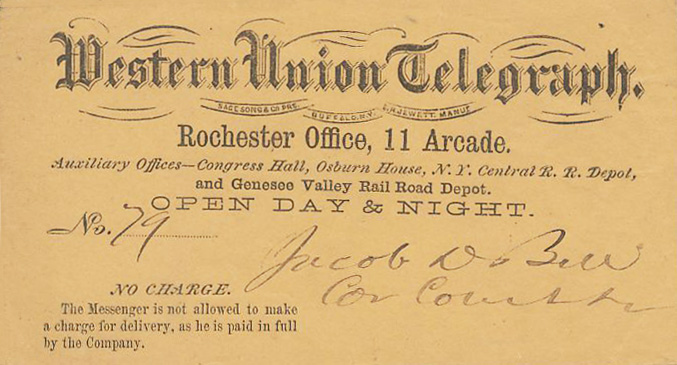 Western Union Telegraph.
SAGE SONS & CO PRS. BUFFALO, N.Y. E.R. JEWETT, MANUF.
Rochester Office, 11 Arcade.
Auxiliary Offices—Congress Hall, Osburn House, N. Y. Central R. R. Depot,
and Genesee Valley Rail Road Depot.
OPEN DAY & NIGHT.
No. 79
Jacob D Bell
Cor
NO CHARGE.
The Messenger is not allowed to make
a charge for delivery, as he is paid in full
by the Company.